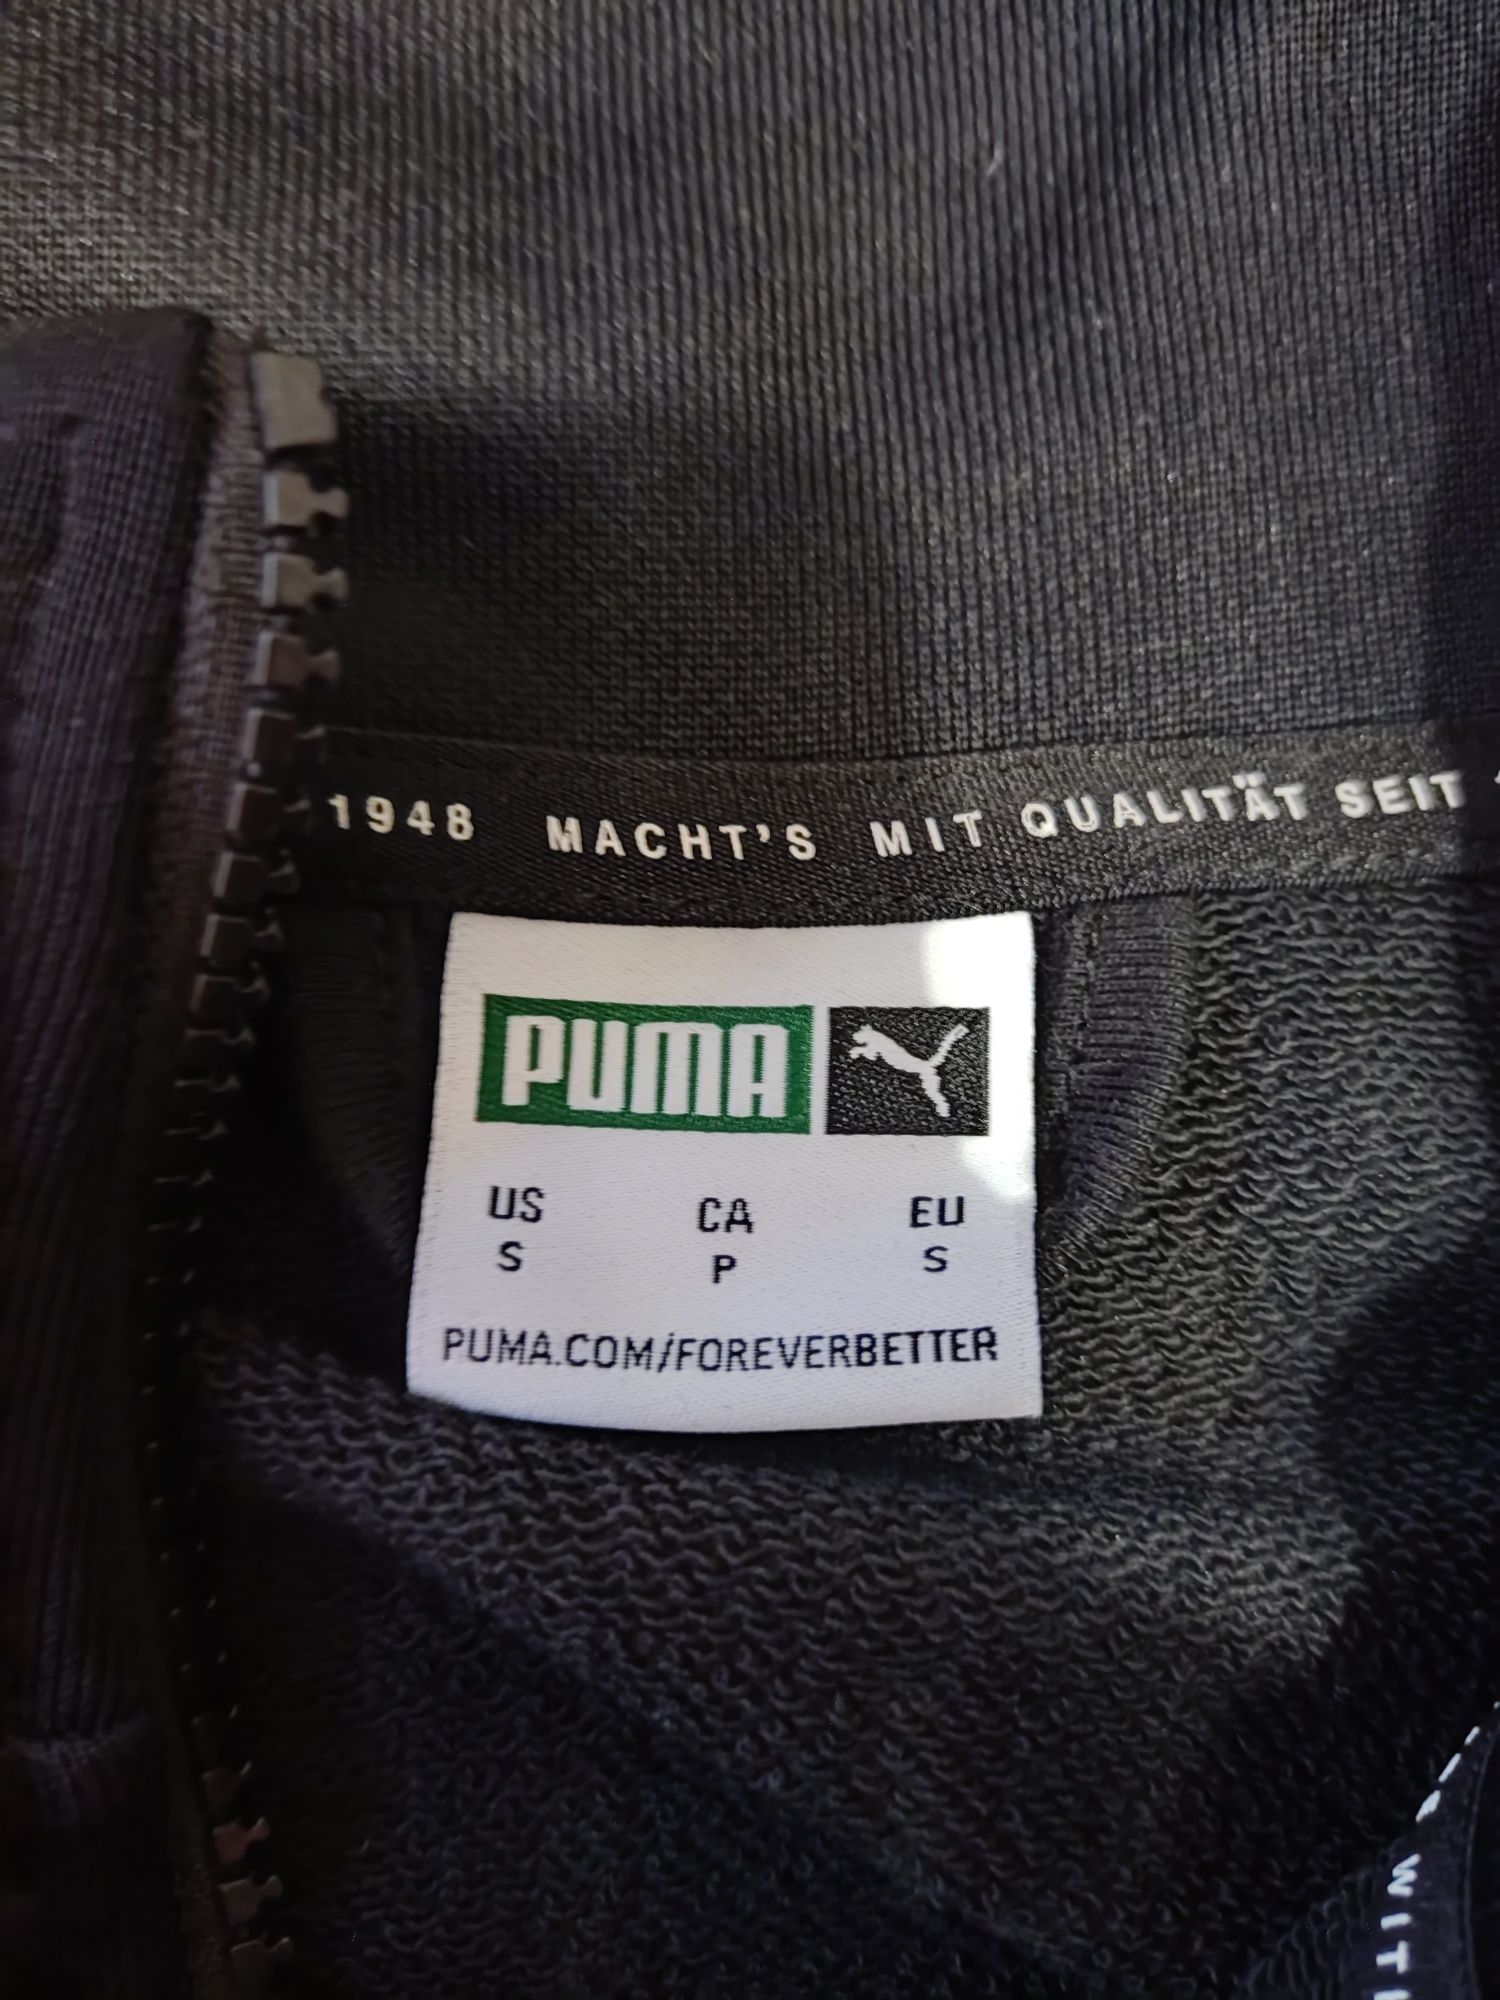 1948 MACHT'S MIT QUALITÄT SEIT
PUMA
US CA EU
S P S
PUMA.COM/FOREVERBETTER